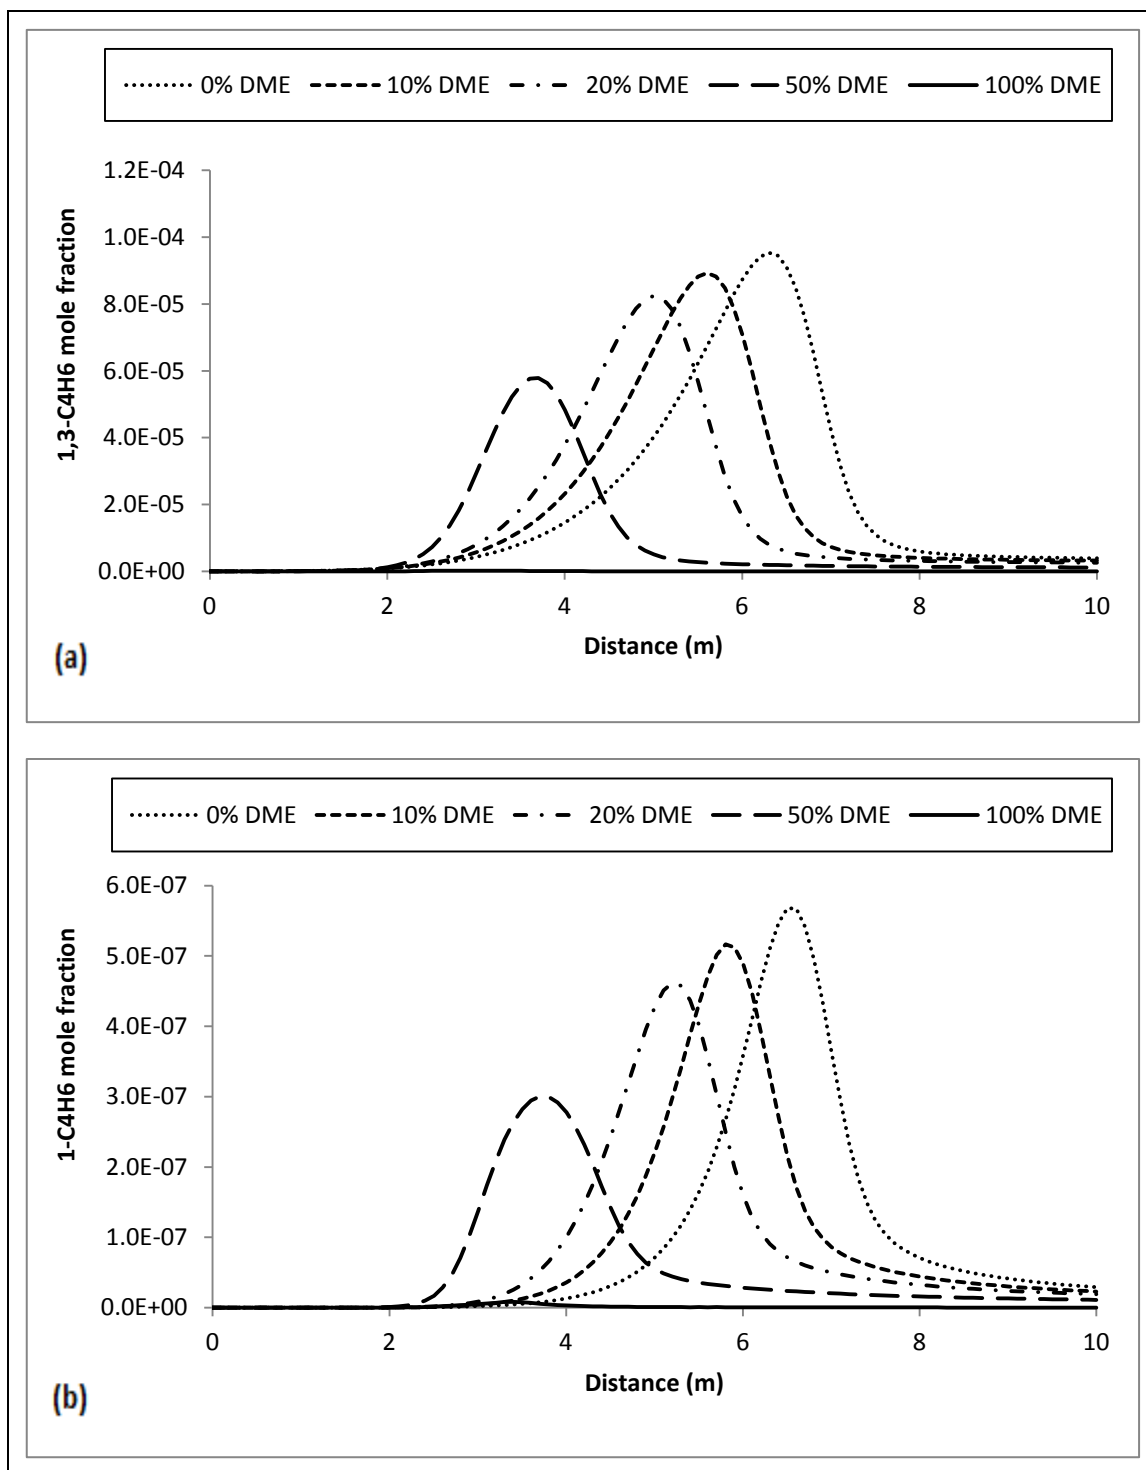 0% DME 10% DME 20% DME 50% DME 100% DME
1.2E-04
1.0E-04
8.0E-05
6.0E-05
4.0E-05
2.0E-05
0.0E+00
1,3-C4H6 mole fraction
0 2 4 6 8 10
Distance (m)
(a)
0% DME 10% DME 20% DME 50% DME 100% DME
6.0E-07
5.0E-07
4.0E-07
3.0E-07
2.0E-07
1.0E-07
0.0E+00
1-C4H6 mole fraction
0 2 4 6 8 10
Distance (m)
(b)